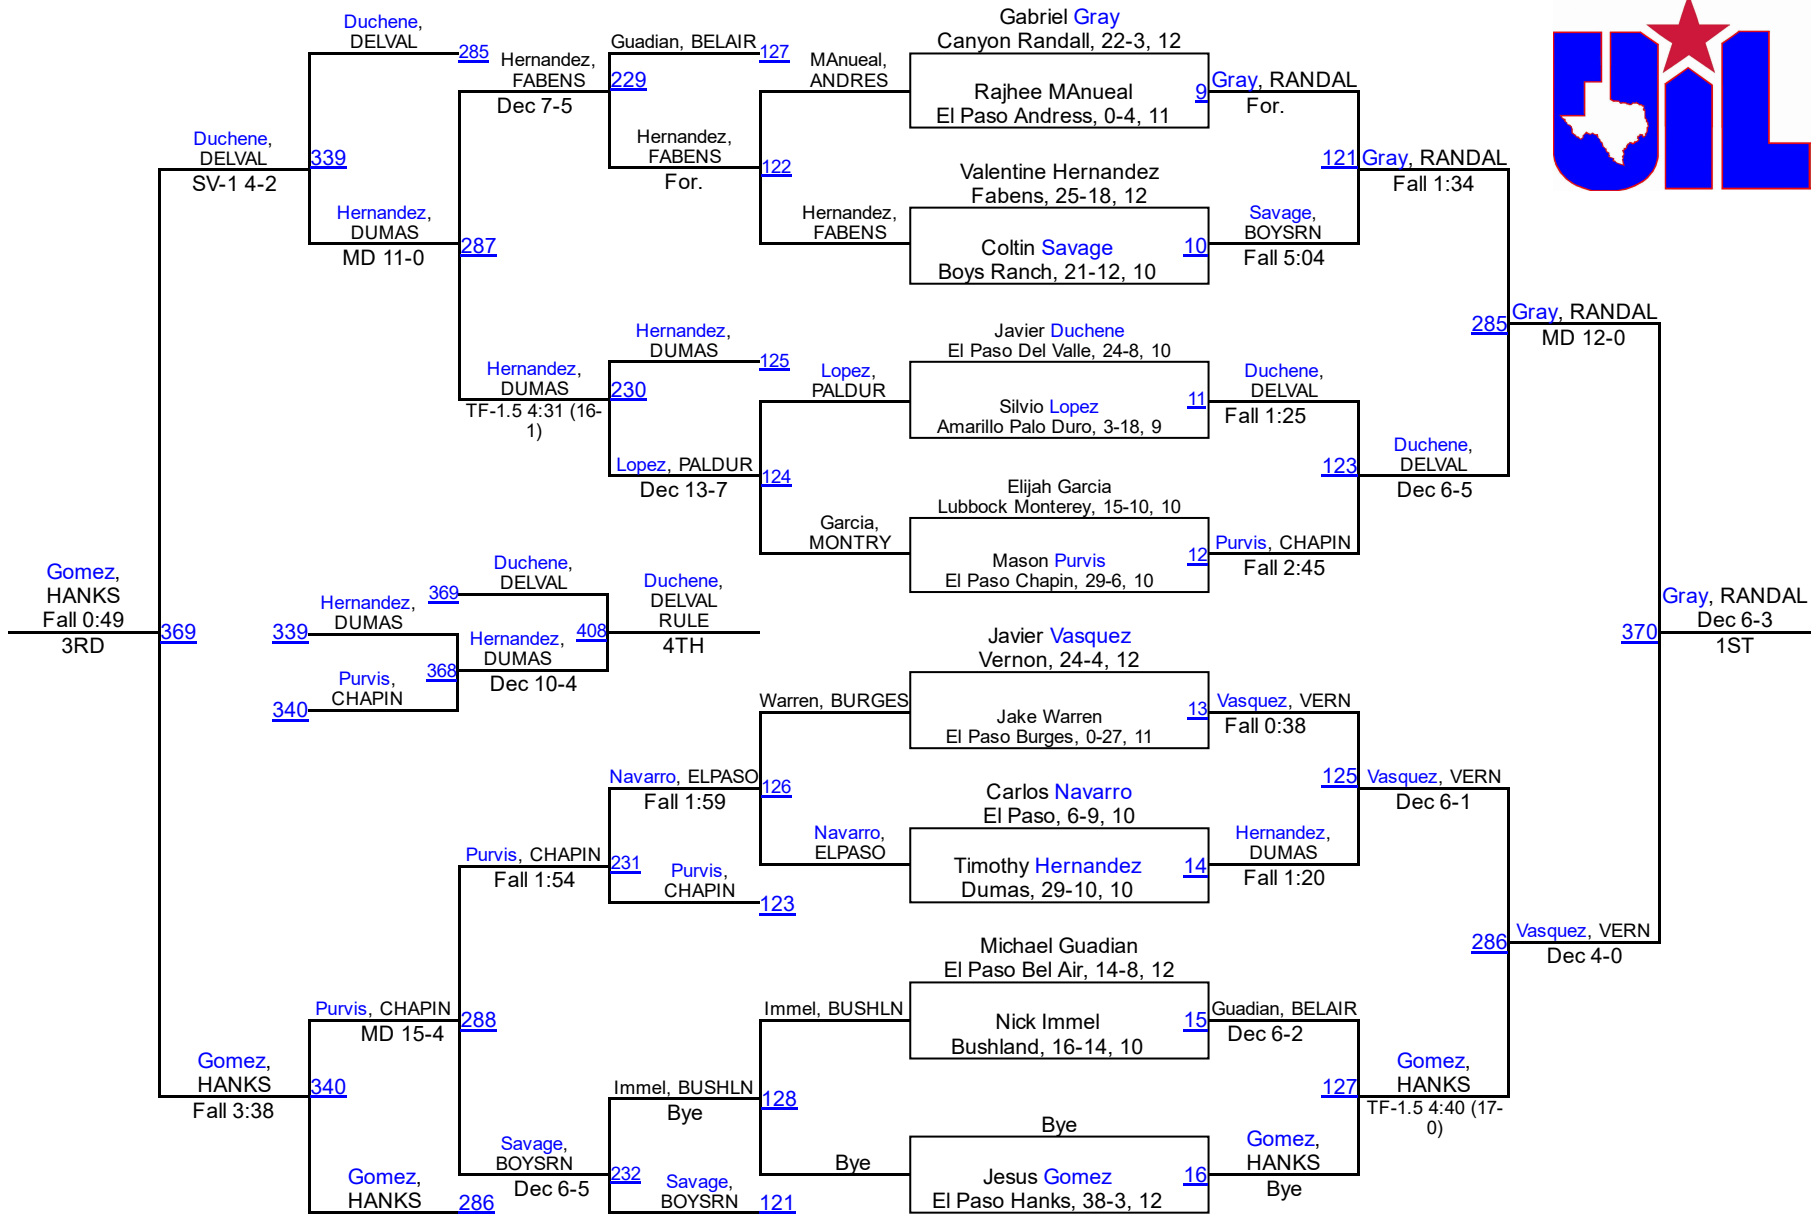 Duchene,
DELVAL
285
Hernandez,
FABENS
Dec 7-5
Guadian, BELAIR
127
229
MAnueal,
ANDRES
Gabriel Gray
Canyon Randall, 22-3, 12
Rajhee MAnueal
El Paso Andress, 0-4, 11
9
Gray, RANDAL
For.
UIL
Duchene,
DELVAL
SV-1 4-2
339
Hernandez,
DUMAS
MD 11-0
287
Hernandez,
FABENS
For.
122
Hernandez,
FABENS
Valentine Hernandez
Fabens, 25-18, 12
Coltin Savage
Boys Ranch, 21-12, 10
10
Savage,
BOYSRN
Fall 5:04
121
Gray, RANDAL
Fall 1:34
Hernandez,
DUMAS
125
Hernandez,
DUMAS
TF-1.5 4:31 (16-
1)
230
Lopez,
PALDUR
Javier Duchene
El Paso Del Valle, 24-8, 10
Silvio Lopez
Amarillo Palo Duro, 3-18, 9
11
Duchene,
DELVAL
Fall 1:25
285
Gray, RANDAL
MD 12-0
Lopez, PALDUR
Dec 13-7
124
Garcia,
MONTRY
Elijah Garcia
Lubbock Monterey, 15-10, 10
Mason Purvis
El Paso Chapin, 29-6, 10
12
Purvis, CHAPIN
Fall 2:45
123
Duchene,
DELVAL
Dec 6-5
Gomez,
HANKS
Fall 0:49
3RD
369
339
Hernandez,
DUMAS
340
Purvis,
CHAPIN
369
Duchene,
DELVAL
368
Hernandez,
DUMAS
Dec 10-4
408
Duchene,
DELVAL
RULE
4TH
370
Gray, RANDAL
Dec 6-3
1ST
Warren, BURGES
Javier Vasquez
Vernon, 24-4, 12
Jake Warren
El Paso Burges, 0-27, 11
13
Vasquez, VERN
Fall 0:38
Navarro, ELPASO
Fall 1:59
126
Navarro,
ELPASO
Carlos Navarro
El Paso, 6-9, 10
Timothy Hernandez
Dumas, 29-10, 10
14
Hernandez,
DUMAS
Fall 1:20
125
Vasquez, VERN
Dec 6-1
Purvis, CHAPIN
Fall 1:54
231
Purvis,
CHAPIN
123
286
Vasquez, VERN
Dec 4-0
Purvis, CHAPIN
MD 15-4
288
Immel, BUSHLN
Michael Guadian
El Paso Bel Air, 14-8, 12
Nick Immel
Bushland, 16-14, 10
15
Guadian, BELAIR
Dec 6-2
Gomez,
HANKS
Fall 3:38
340
Immel, BUSHLN
Bye
128
Bye
Bye
Jesus Gomez
El Paso Hanks, 38-3, 12
16
Gomez,
HANKS
Bye
127
Gomez,
HANKS
TF-1.5 4:40 (17-
0)
Gomez,
HANKS
286
Savage,
BOYSRN
Dec 6-5
232
Savage,
BOYSRN
121